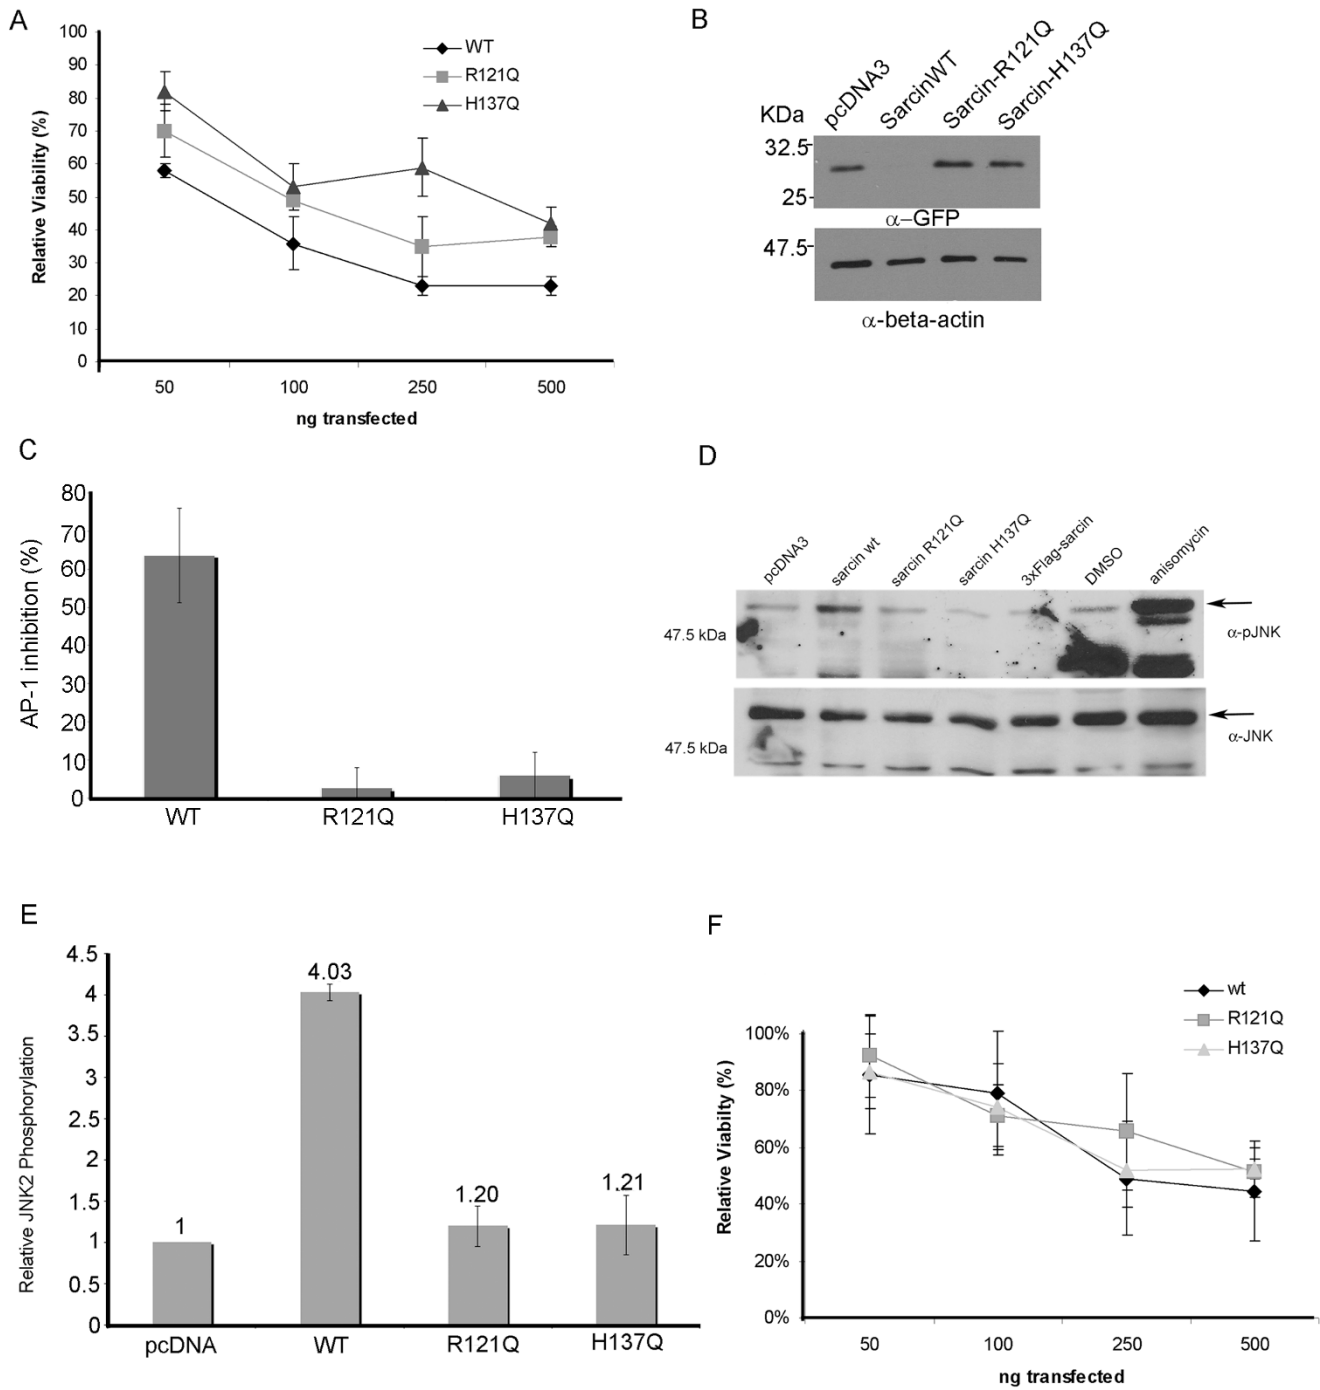 A
Relative Viability (%)
100
90
80
70
60
50
40
30
20
10
0
50 100 250 500
ng transfected
WT
R121Q
H137Q
B
KDa
pcDNA3
SarcinWT
Sarcin-R121Q
Sarcin-H137Q
32.5
25
α–GFP
47.5
α-beta-actin
C
AP-1 inhibition (%)
80
70
60
50
40
30
20
10
0
WT R121Q H137Q
D
pcDNA3
sarcin wt
sarcin R121Q
sarcin H137Q
3xFlag-sarcin
DMSO
anisomycin
47.5 kDa
α-pJNK
47.5 kDa
α-JNK
E
Relative JNK2 Phosphorylation
4.5
4
3.5
3
2.5
2
1.5
1
0.5
0
1
4.03
1.20
1.21
pcDNA WT R121Q H137Q
F
Relative Viabilty (%)
wt
R121Q
H137Q
100%
80%
60%
40%
20%
0%
50 100 250 500
ng transfected